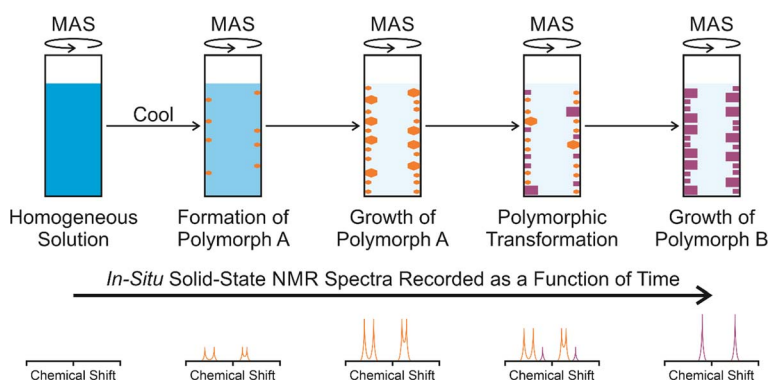 MAS
MAS
MAS
MAS
MAS
Cool
Homogeneous
Solution
Formation of
Polymorph A
Growth of
Polymorph A
Polymorphic
Transformation
Growth of
Polymorph B
In-Situ Solid-State NMR Spectra Recorded as a Function of Time
Chemical Shift
Chemical Shift
Chemical Shift
Chemical Shift
Chemical Shift